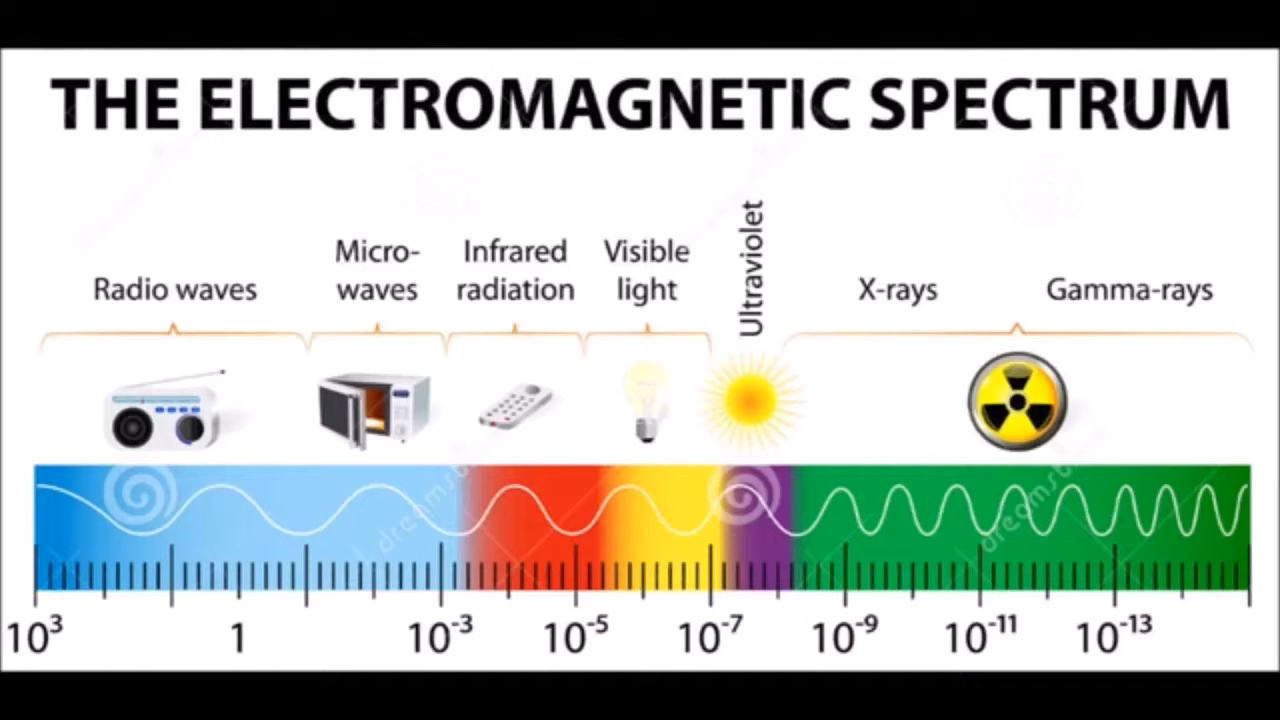 THE ELECTROMAGNETIC SPECTRUM
Radio waves
Micro-
waves
Infrared
radiation
Visible
light
Ultraviolet
X-rays
Gamma-rays
10³ 1 10⁻³ 10⁻⁵ 10⁻⁷ 10⁻⁹ 10⁻¹¹ 10⁻¹³